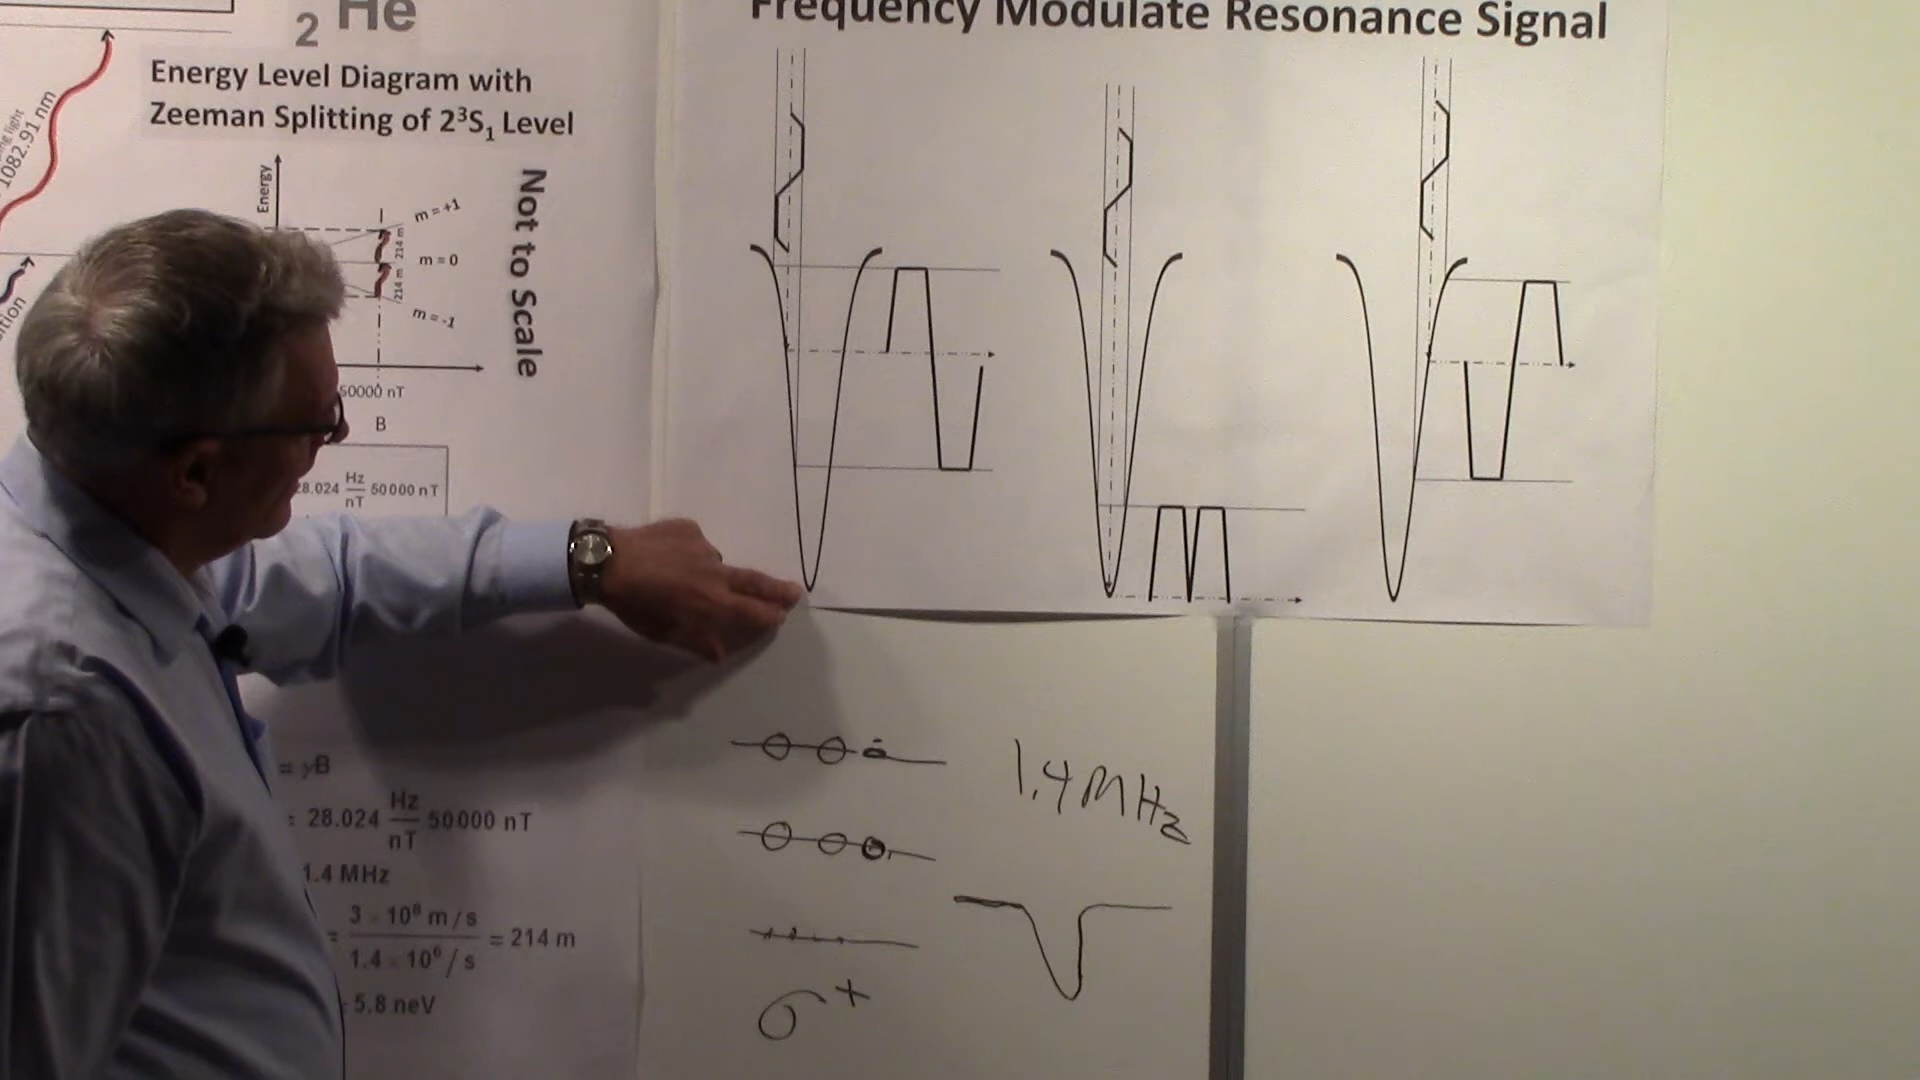 2 He
Energy Level Diagram with
Zeeman Splitting of 2³S₁ Level
1082.91 nm
Energy
m = +1
214 m
m = 0
214 m
m = -1
50000 nT
B
Not to Scale
28.024 Hz/nT 50000 nT
= γB
: 28.024 Hz/nT 50000 nT
1.4 MHz
= 3 · 10⁸ m / s / 1.4 · 10⁶ / s = 214 m
5.8 neV
Frequency Modulate Resonance Signal
1.4 MHz
σ+